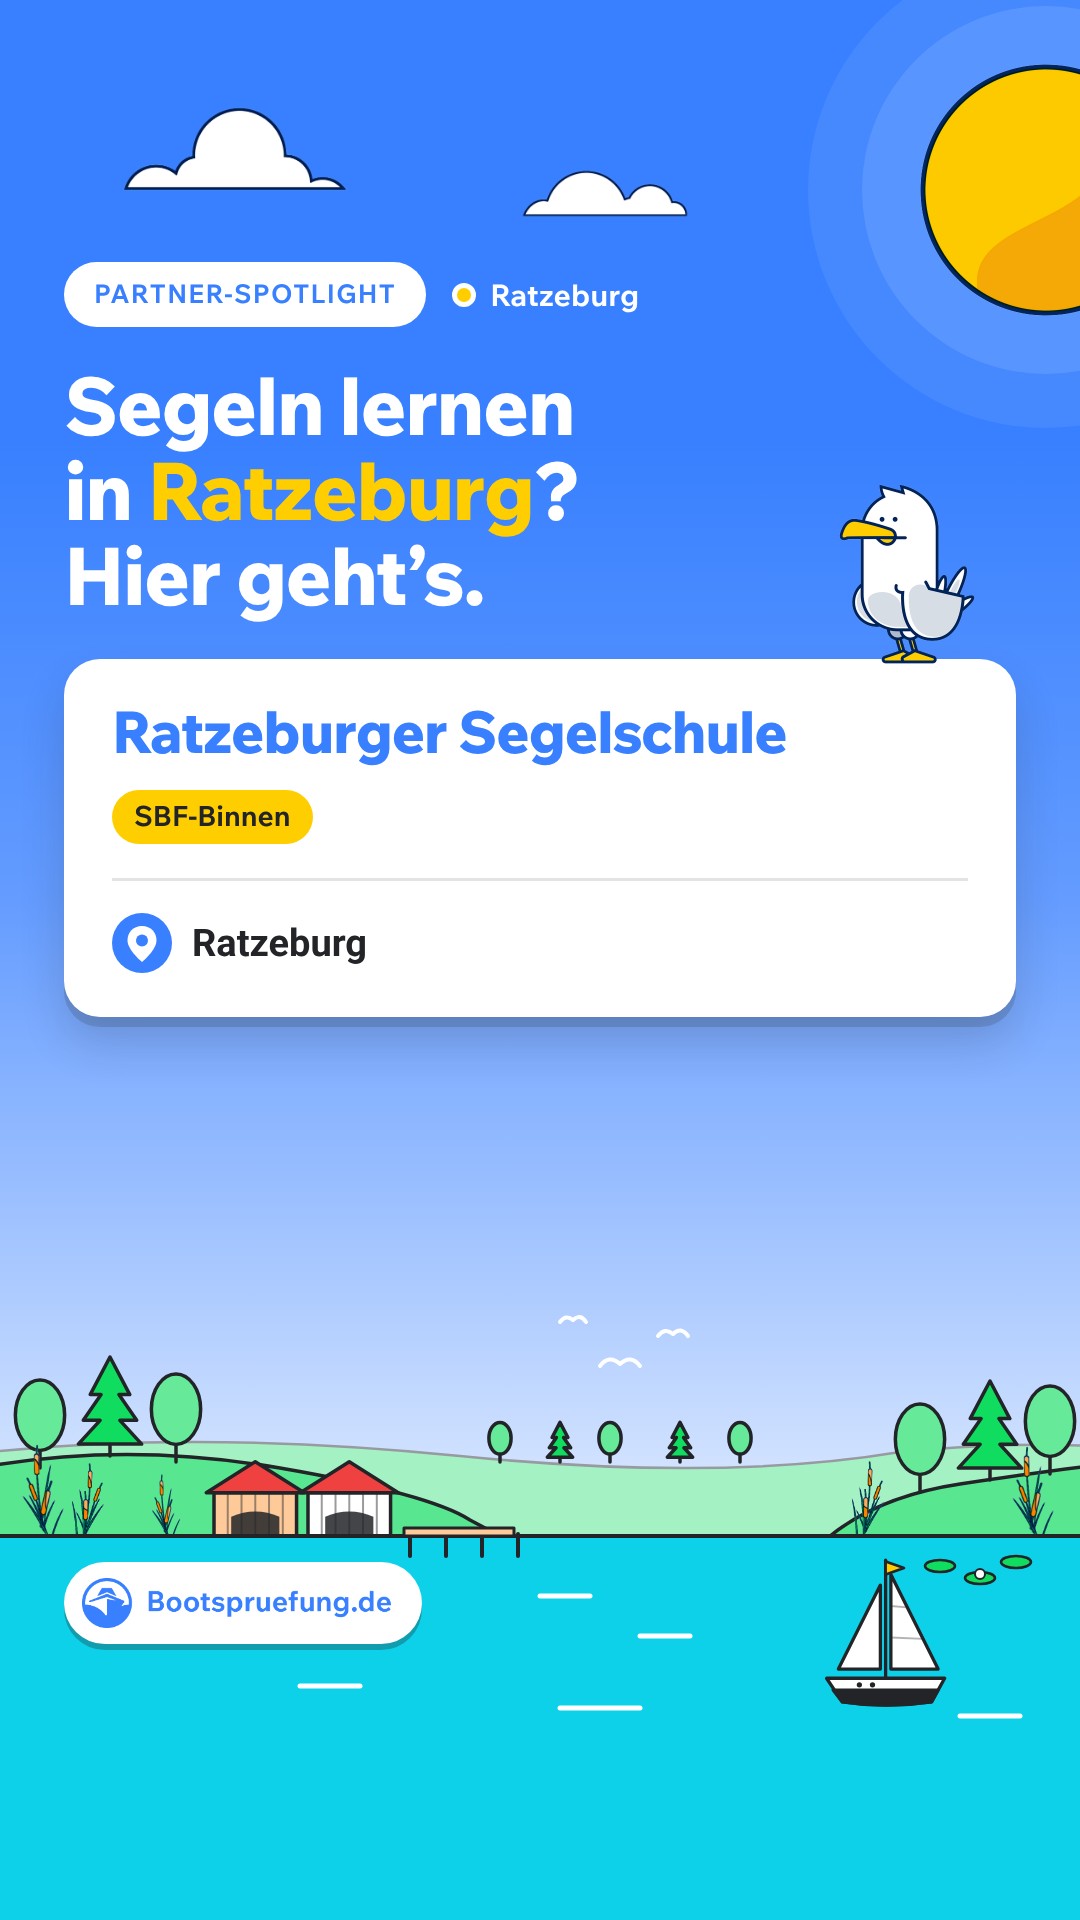 PARTNER-SPOTLIGHT
Ratzeburg
Segeln lernen
in Ratzeburg?
Hier geht’s.
Ratzeburger Segelschule
SBF-Binnen
Ratzeburg
Bootspruefung.de